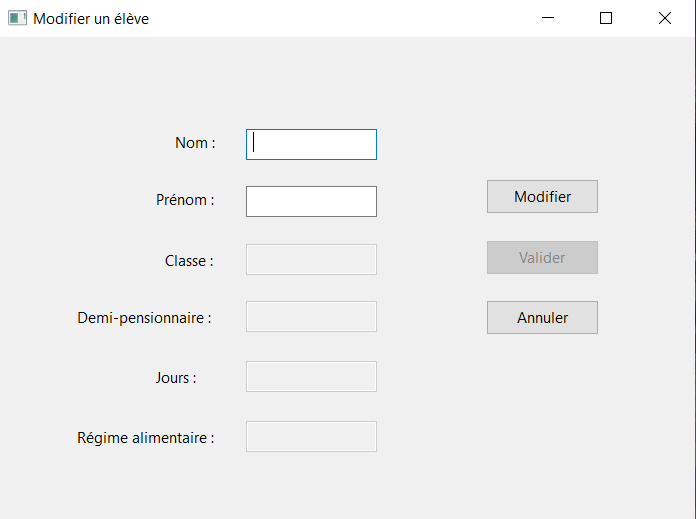 Modifier un élève
Nom :
Prénom :
Modifier
Classe :
Valider
Demi-pensionnaire :
Annuler
Jours :
Régime alimentaire :